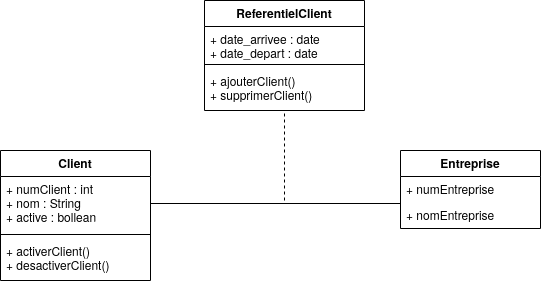 ReferentielClient
+ date_arrivee : date
+ date_depart : date
+ ajouterClient()
+ supprimerClient()
Client
+ numClient : int
+ nom : String
+ active : bollean
+ activerClient()
+ desactiverClient()
Entreprise
+ numEntreprise
+ nomEntreprise